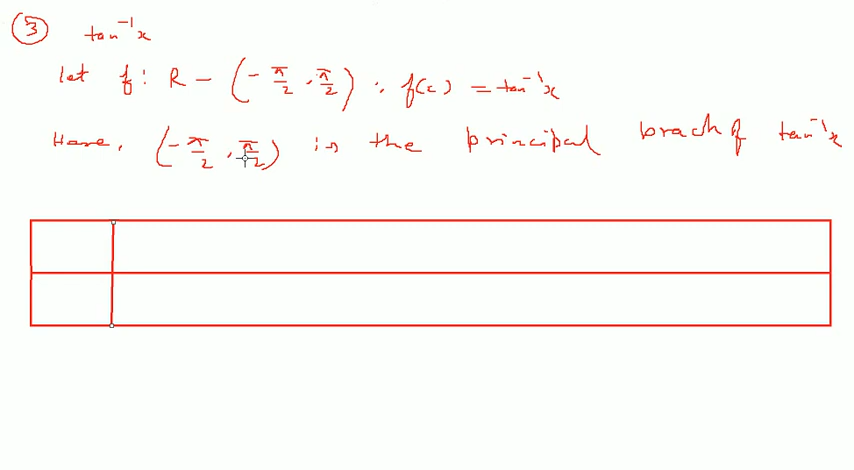 ③ tan⁻¹x
let f : R − (−π/2 , π/2) ; f(x) = tan⁻¹x
Here, (−π/2 , π/2) is the principal brach of tan⁻¹x